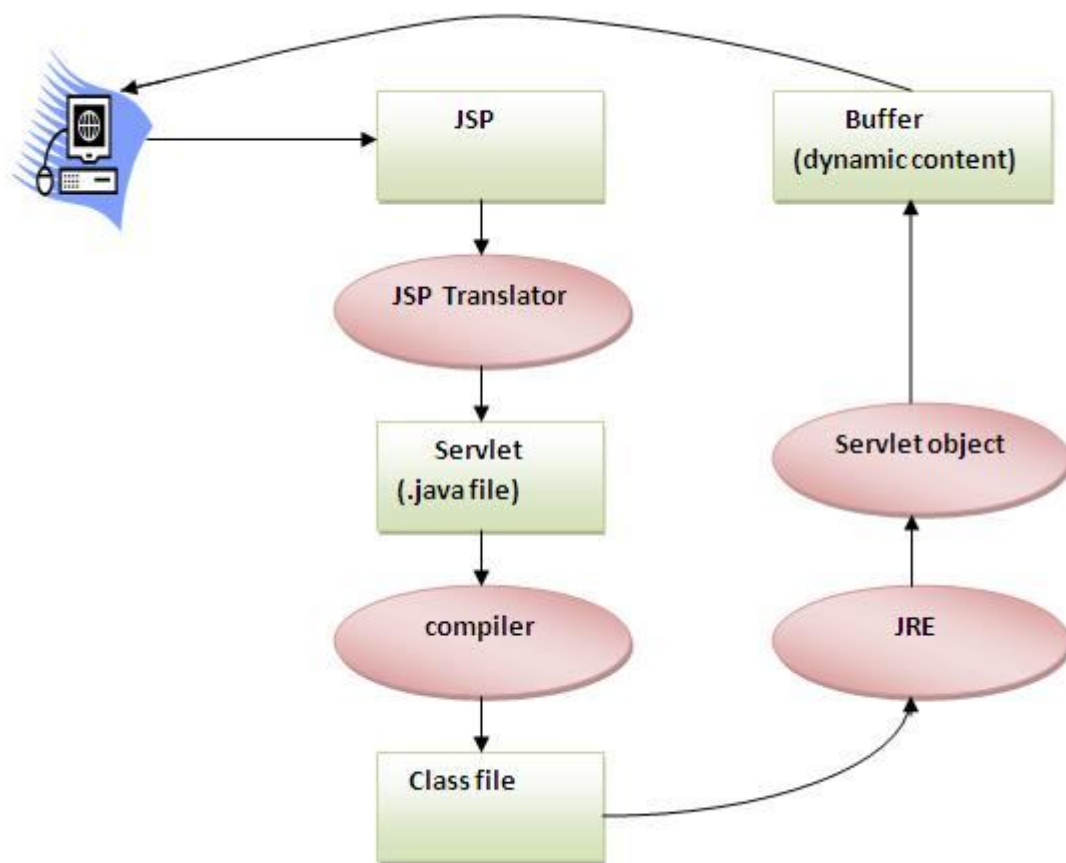 JSP
Buffer
(dynamic content)
JSP Translator
Servlet
(.java file)
Servlet object
compiler
JRE
Class file